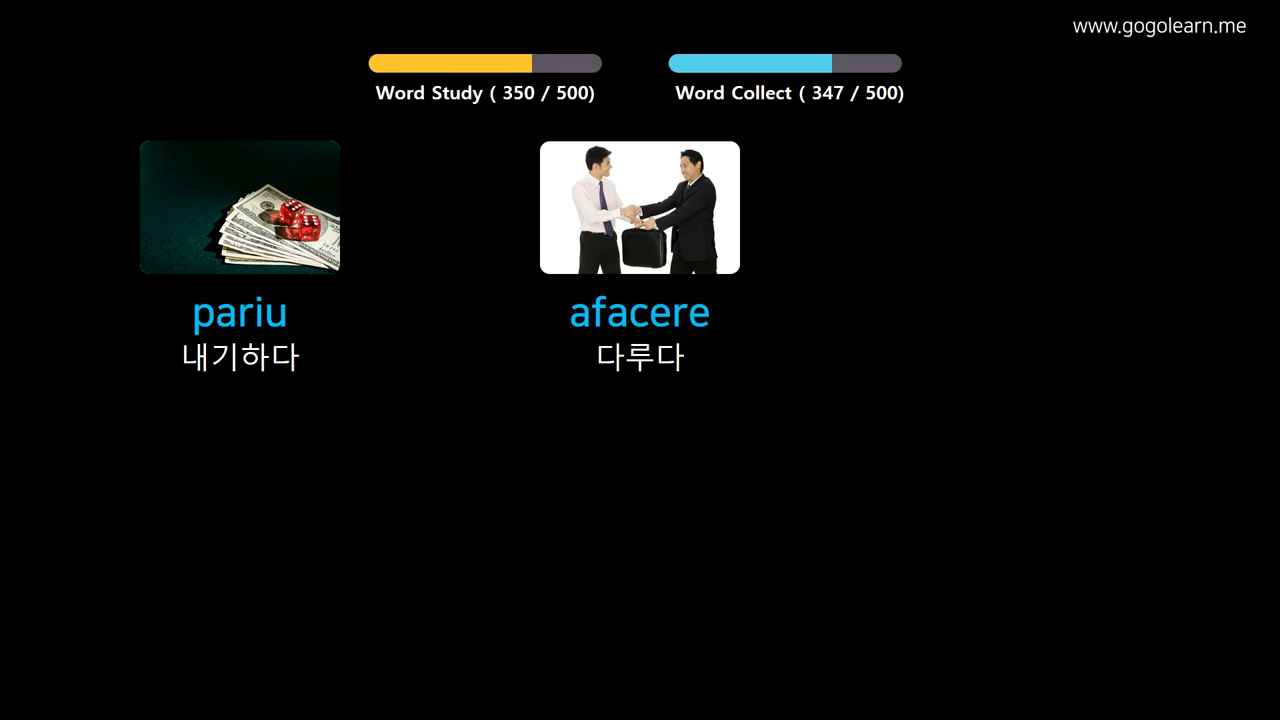 www.gogolearn.me
Word Study ( 350 / 500)
Word Collect ( 347 / 500)
pariu
내기하다
afacere
다루다